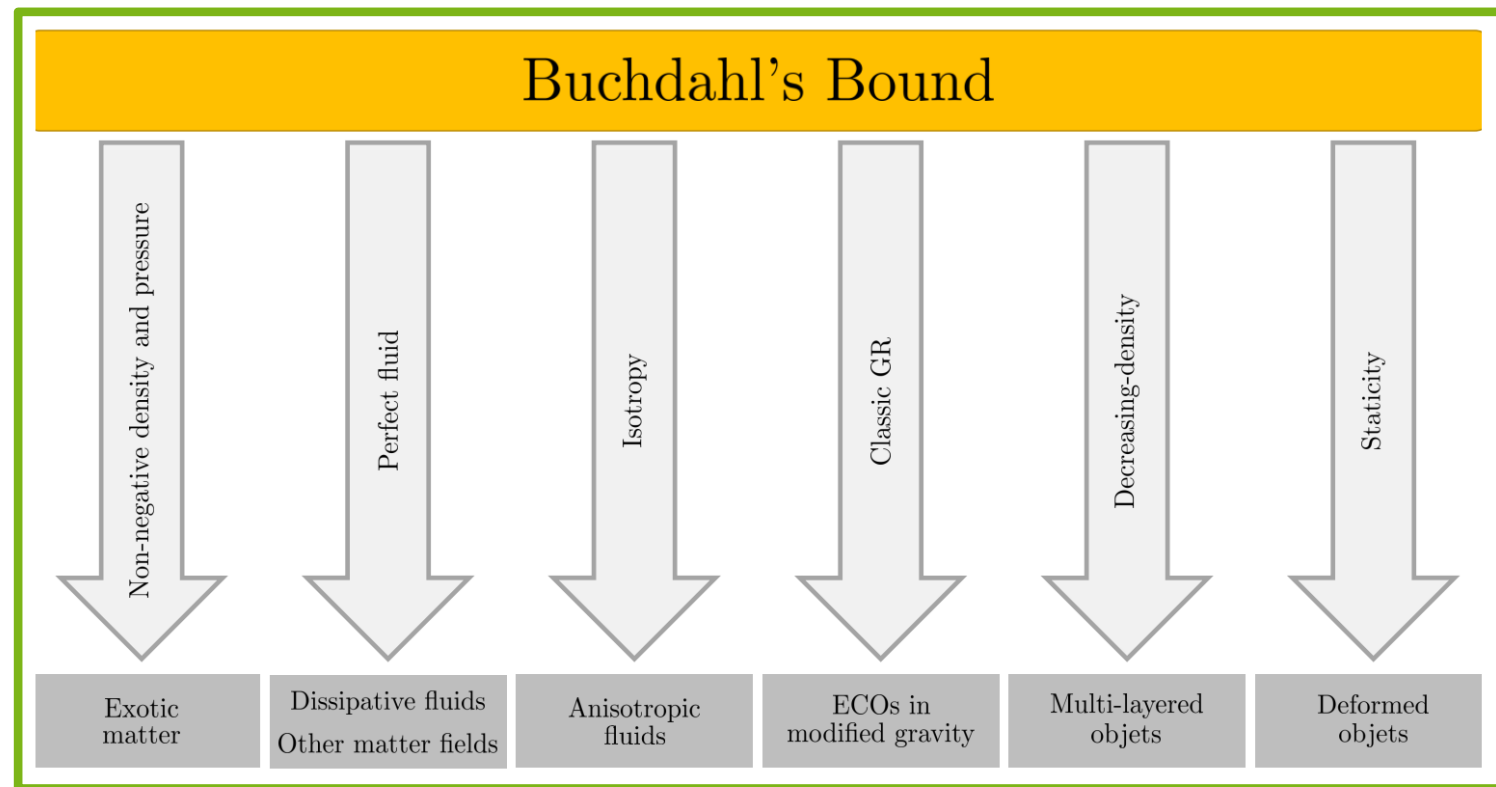 Buchdahl's Bound
Non-negative density and pressure
Perfect fluid
Isotropy
Classic GR
Decreasing-density
Staticity
Exotic
matter
Dissipative fluids
Other matter fields
Anisotropic
fluids
ECOs in
modified gravity
Multi-layered
objets
Deformed
objets